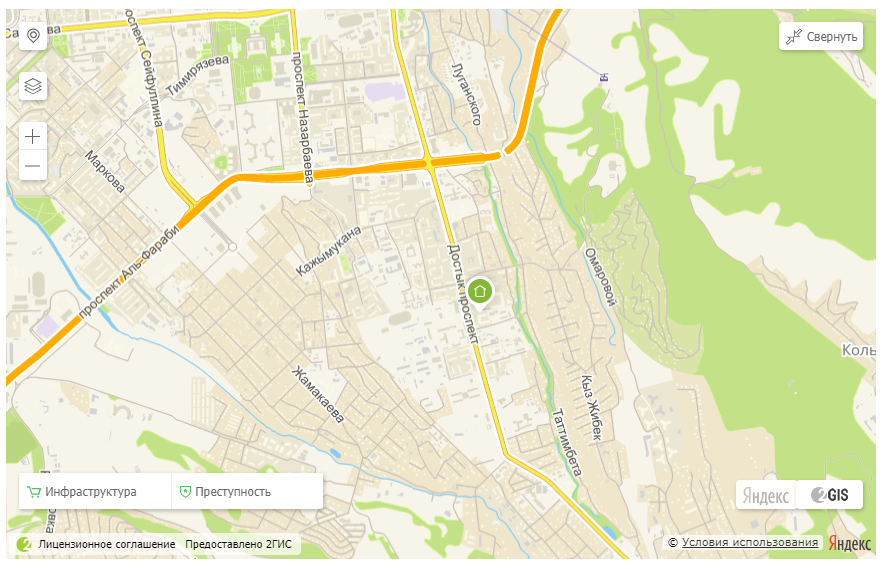 Свернуть
проспект Сейфуллина
Тимирязева
проспект Назарбаева
Луганского
Маркова
проспект Аль-Фараби
Кажымукана
Достык проспект
Омаровой
Коль
Жамакаева
Кыз Жибек
Таттимбета
Инфраструктура
Преступность
Яндекс
2GIS
Лицензионное соглашение
Предоставлено 2ГИС
© Условия использования
Яндекс